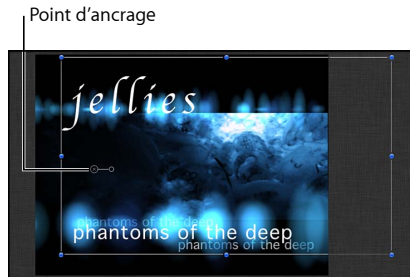 Point d'ancrage
jellies
phantoms of the deep
phantoms of the deep
phantoms of the deep